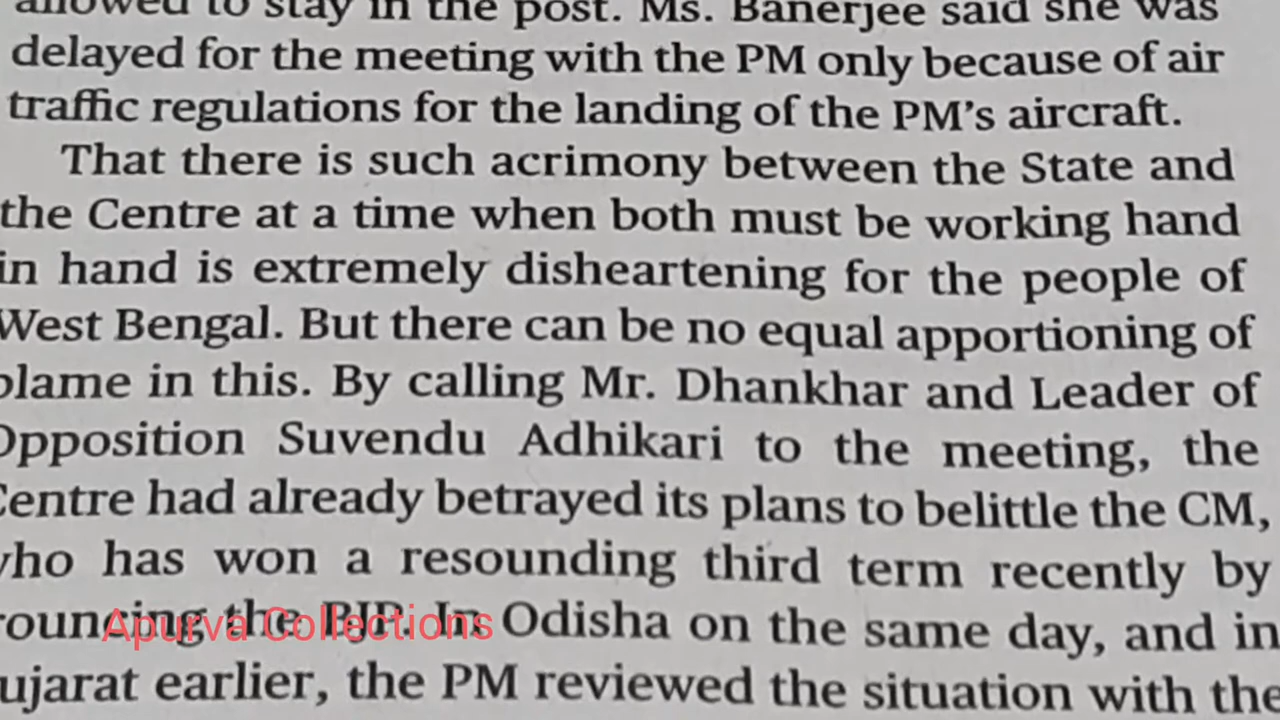 allowed to stay in the post. Ms. Banerjee said she was
delayed for the meeting with the PM only because of air
traffic regulations for the landing of the PM's aircraft.
That there is such acrimony between the State and
the Centre at a time when both must be working hand
in hand is extremely disheartening for the people of
West Bengal. But there can be no equal apportioning of
blame in this. By calling Mr. Dhankhar and Leader of
Opposition Suvendu Adhikari to the meeting, the
Centre had already betrayed its plans to belittle the CM,
who has won a resounding third term recently by
rouncing the BJP. In Odisha on the same day, and in
ujarat earlier, the PM reviewed the situation with the
Apurva Collections